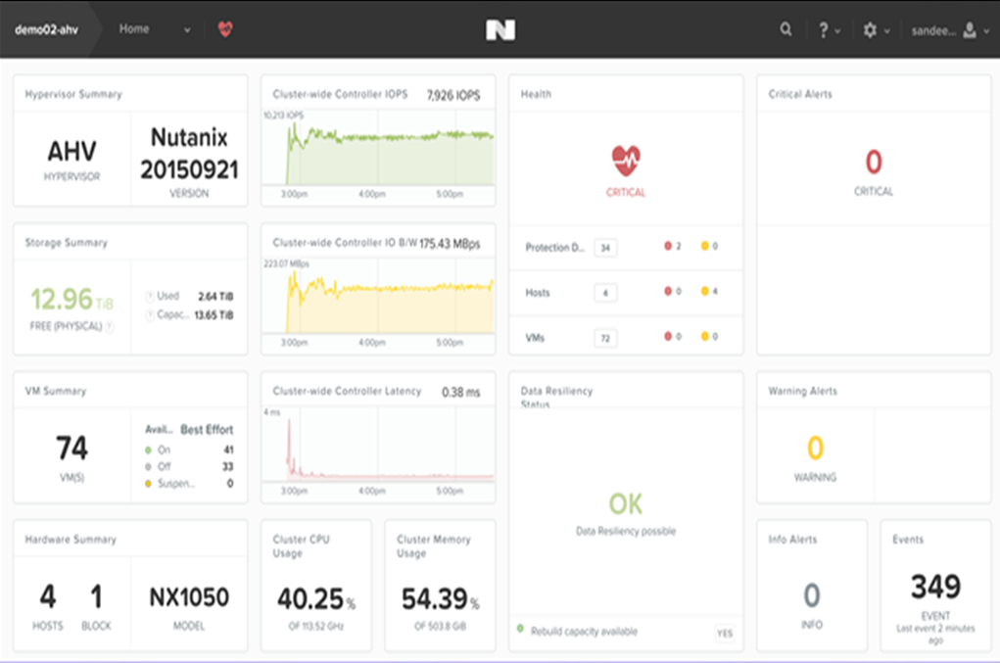 demo02-ahv
Home
N
?
sandee...
Hypervisor Summary
AHV
HYPERVISOR
Nutanix
20150921
VERSION
Cluster-wide Controller IOPS 7,926 IOPS
10,213 IOPS
3:00pm 4:00pm 5:00pm
Health
CRITICAL
Protection D... 34 2 0
Hosts 4 0 4
VMs 72 0 0
Critical Alerts
0
CRITICAL
Storage Summary
12.96 TiB
FREE (PHYSICAL) ?
? Used 2.64 TiB
? Capac... 13.65 TiB
Cluster-wide Controller IO B/W 175.43 MBps
223.07 MBps
3:00pm 4:00pm 5:00pm
VM Summary
74
VM(S)
Avail... Best Effort
On 41
Off 33
Suspen... 0
Cluster-wide Controller Latency 0.38 ms
4 ms
3:00pm 4:00pm 5:00pm
Data Resiliency
Status
OK
Data Resiliency possible
Rebuild capacity available YES
Warning Alerts
0
WARNING
Hardware Summary
4
HOSTS
1
BLOCK
NX1050
MODEL
Cluster CPU
Usage
40.25 %
OF 113.52 GHz
Cluster Memory
Usage
54.39 %
OF 503.8 GiB
Info Alerts
0
INFO
Events
349
EVENT
Last event 2 minutes
ago